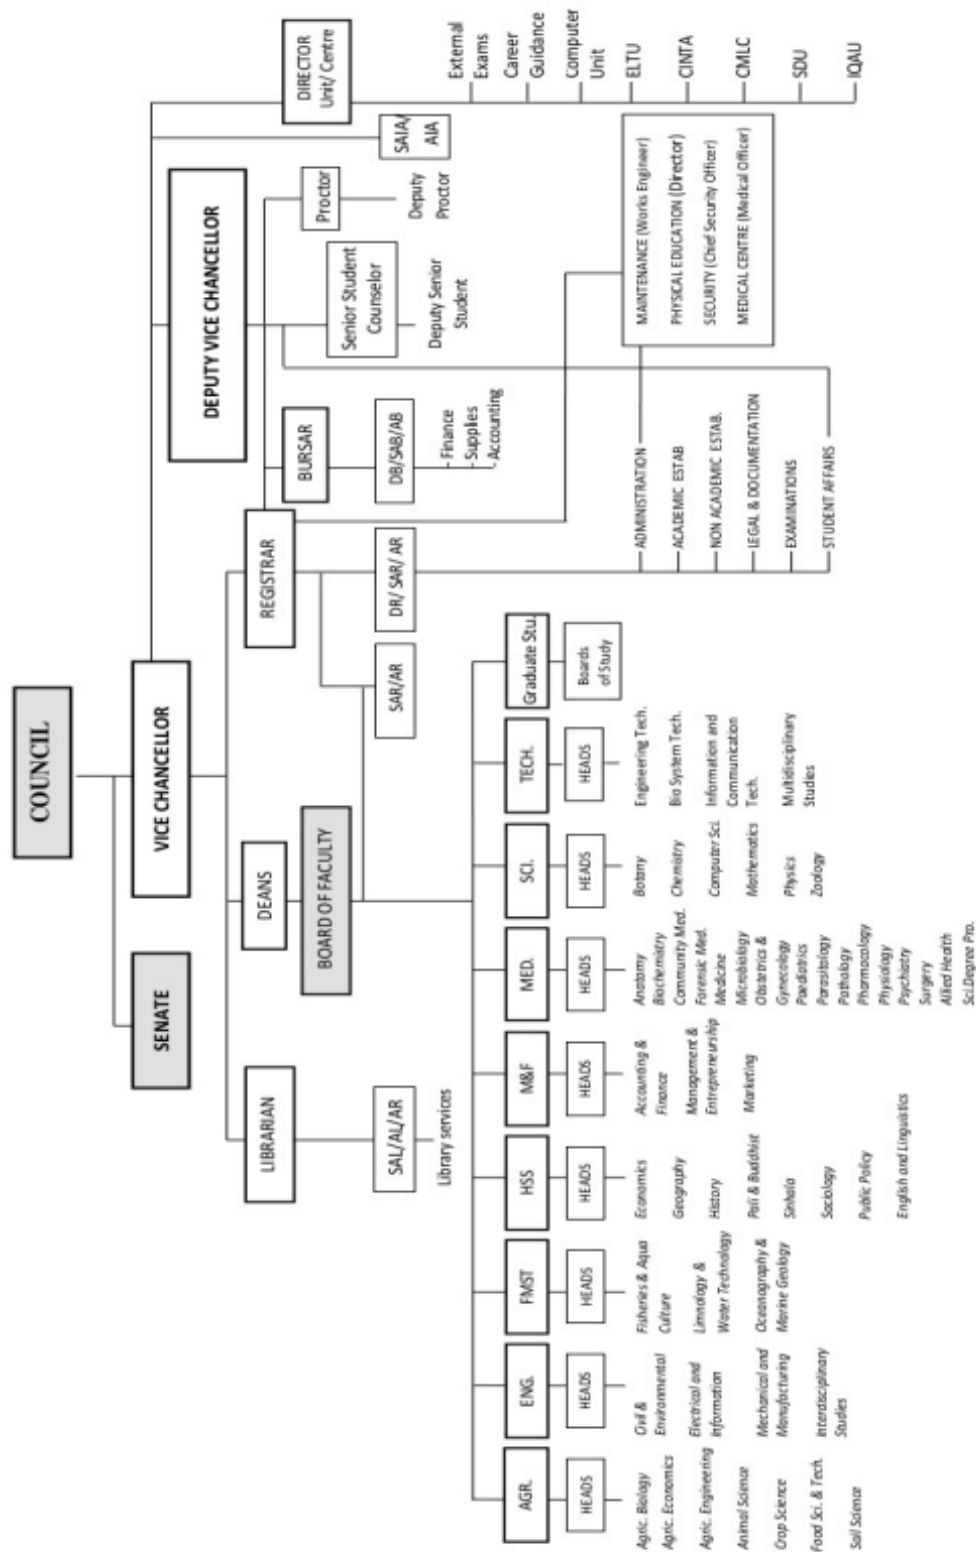 COUNCIL
SENATE
VICE CHANCELLOR
DEPUTY VICE CHANCELLOR
DIRECTOR
Unit/ Centre
SAIA/
AIA
LIBRARIAN
DEANS
REGISTRAR
BURSAR
Senior Student
Counselor
Proctor
BOARD OF FACULTY
Deputy Senior
Student
Deputy
Proctor
SAL/AL/AR
Library services
SAR/AR
DR/ SAR/ AR
DB/SAB/AB
Finance
Supplies
Accounting
External
Exams
Career
Guidance
Computer
Unit
ELTU
CINTA
CMLC
SDU
IQAU
ADMINISTRATION
ACADEMIC ESTAB
NON ACADEMIC ESTAB.
LEGAL & DOCUMENTATION
EXAMINATIONS
STUDENT AFFAIRS
MAINTENANCE (Works Engineer)
PHYSICAL EDUCATION (Director)
SECURITY (Chief Security Officer)
MEDICAL CENTRE (Medical Officer)
AGR.
HEADS
Agric. Biology
Agric. Economics
Agric. Engineering
Animal Science
Crop Science
Food Sci. & Tech.
Soil Science
ENG.
HEADS
Civil &
Environmental
Electrical and
Information
Mechanical and
Manufacturing
Interdisciplinary
Studies
FMST
HEADS
Fisheries & Aqua
Culture
Limnology &
Water Technology
Oceanography &
Marine Geology
HSS
HEADS
Economics
Geography
History
Pali & Buddhist
Sinhala
Sociology
Public Policy
English and Linguistics
M&F
HEADS
Accounting &
Finance
Management &
Entrepreneurship
Marketing
MED.
HEADS
Anatomy
Biochemistry
Community Med.
Forensic Med.
Medicine
Microbiology
Obstetrics &
Gynecology
Paediatrics
Parasitology
Pathology
Pharmacology
Physiology
Psychiatry
Surgery
Allied Health
Sci.Degree Pro.
SCI.
HEADS
Botany
Chemistry
Computer Sci.
Mathematics
Physics
Zoology
TECH.
HEADS
Engineering Tech.
Bio System Tech.
Information and
Communication
Tech.
Multidisciplinary
Studies
Graduate Stu.
Boards
of Study